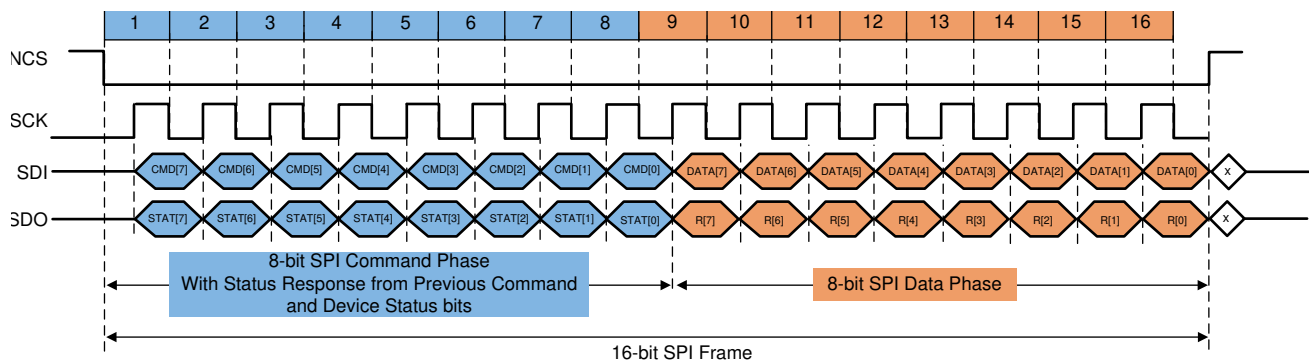 1 2 3 4 5 6 7 8 9 10 11 12 13 14 15 16
NCS
SCK
SDI CMD[7] CMD[6] CMD[5] CMD[4] CMD[3] CMD[2] CMD[1] CMD[0] DATA[7] DATA[6] DATA[5] DATA[4] DATA[3] DATA[2] DATA[1] DATA[0] x
SDO STAT[7] STAT[6] STAT[5] STAT[4] STAT[3] STAT[2] STAT[1] STAT[0] R[7] R[6] R[5] R[4] R[3] R[2] R[1] R[0] x
8-bit SPI Command Phase
With Status Response from Previous Command
and Device Status bits
8-bit SPI Data Phase
16-bit SPI Frame